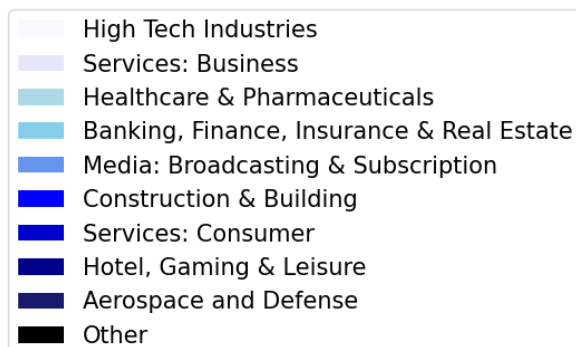 High Tech Industries
Services: Business
Healthcare & Pharmaceuticals
Banking, Finance, Insurance & Real Estate
Media: Broadcasting & Subscription
Construction & Building
Services: Consumer
Hotel, Gaming & Leisure
Aerospace and Defense
Other